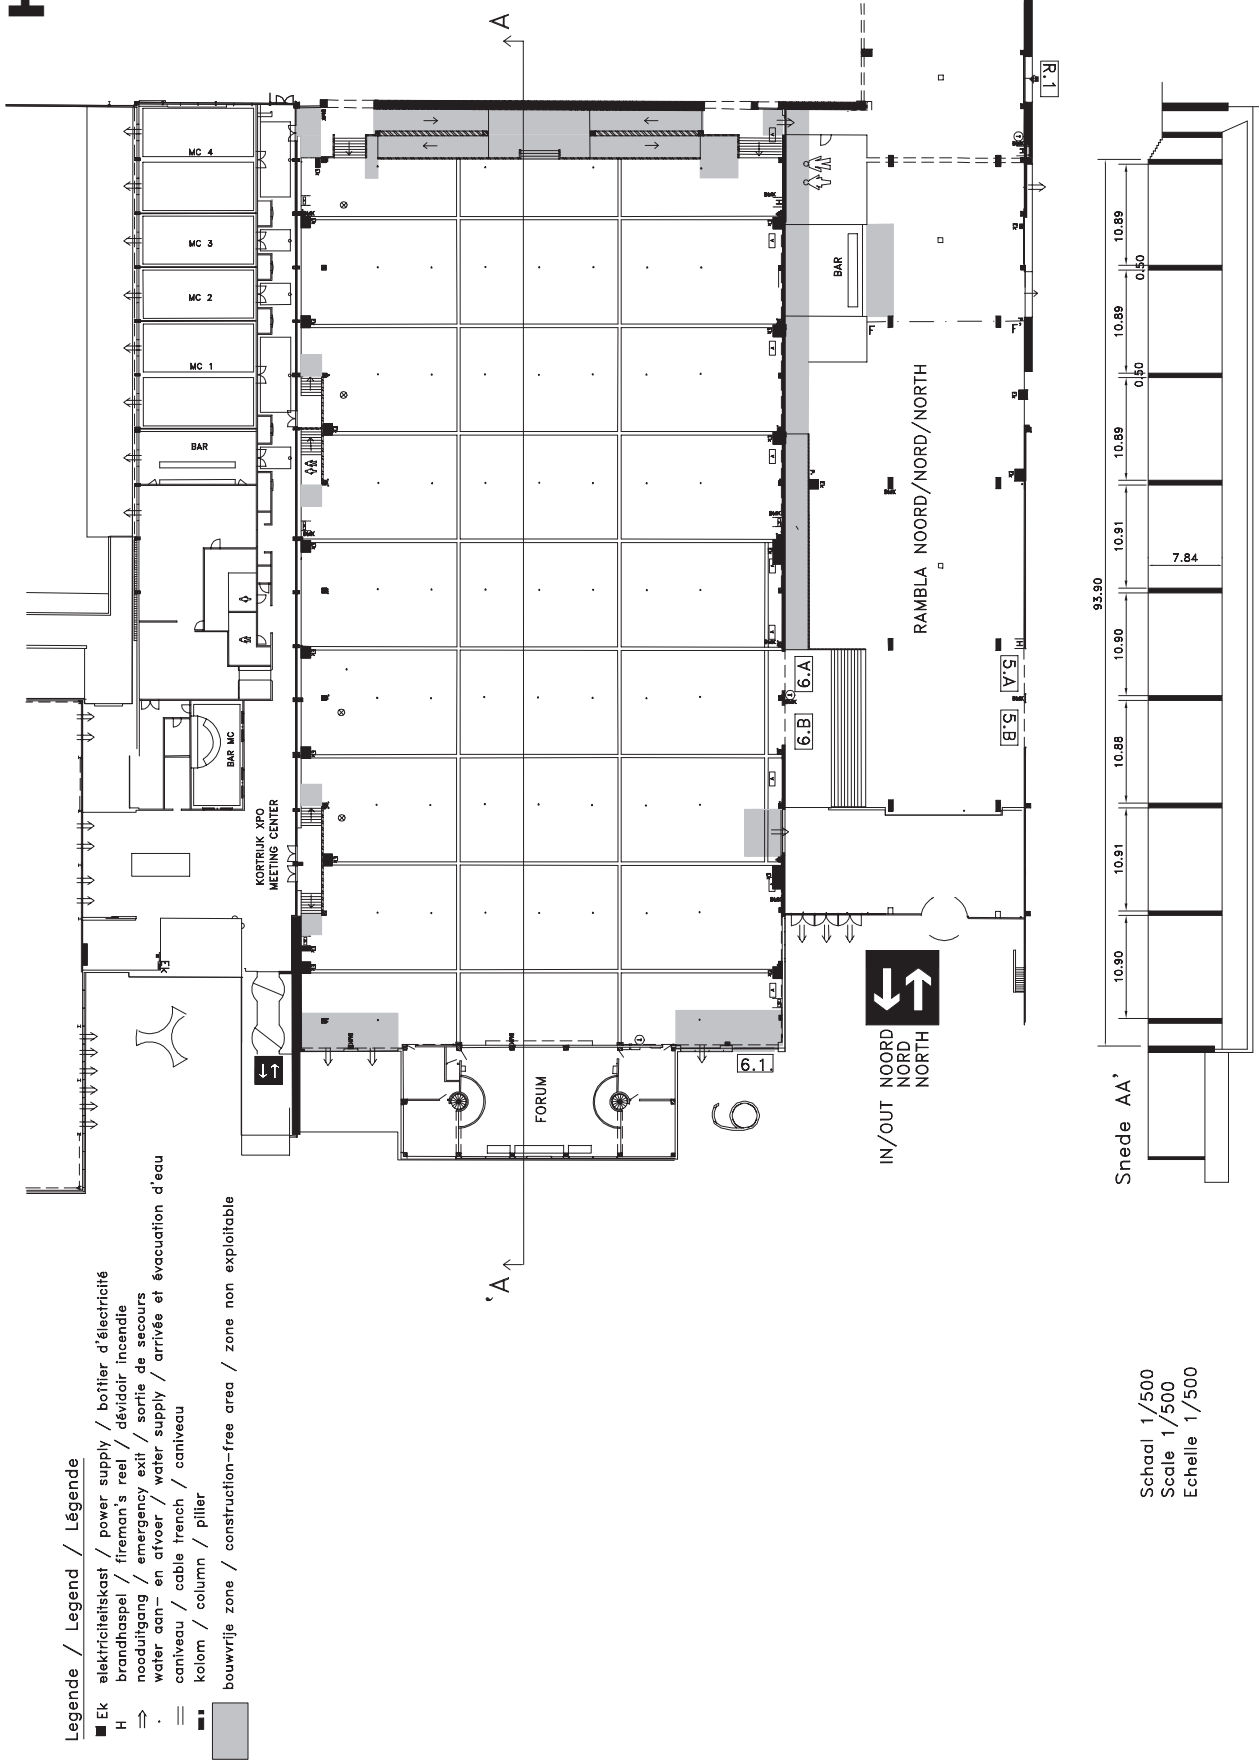 A
R.1
MC 4
MC 3
MC 2
MC 1
BAR
BAR
F
F'
RAMBLA NOORD/NORD/NORTH
H
H
H
BAR MC
KORTRIJK XPO
MEETING CENTER
EK
6.A'
6.B'
5.A
5.B
FORUM
6.1.
6
IN/OUT NOORD
NORD
NORTH
A'
Snede AA'
93.90
10.89
0.50
10.89
0.50
10.89
10.91
7.84
10.90
10.88
10.91
10.90
Legende / Legend / Légende
Ek elektriciteitskast / power supply / boîtier d'électricité
H brandhaspel / fireman's reel / dévidoir incendie
nooduitgang / emergency exit / sortie de secours
water aan- en afvoer / water supply / arrivée et évacuation d'eau
caniveau / cable trench / caniveau
kolom / column / pilier
bouwvrije zone / construction-free area / zone non exploitable
Schaal 1/500
Scale 1/500
Echelle 1/500